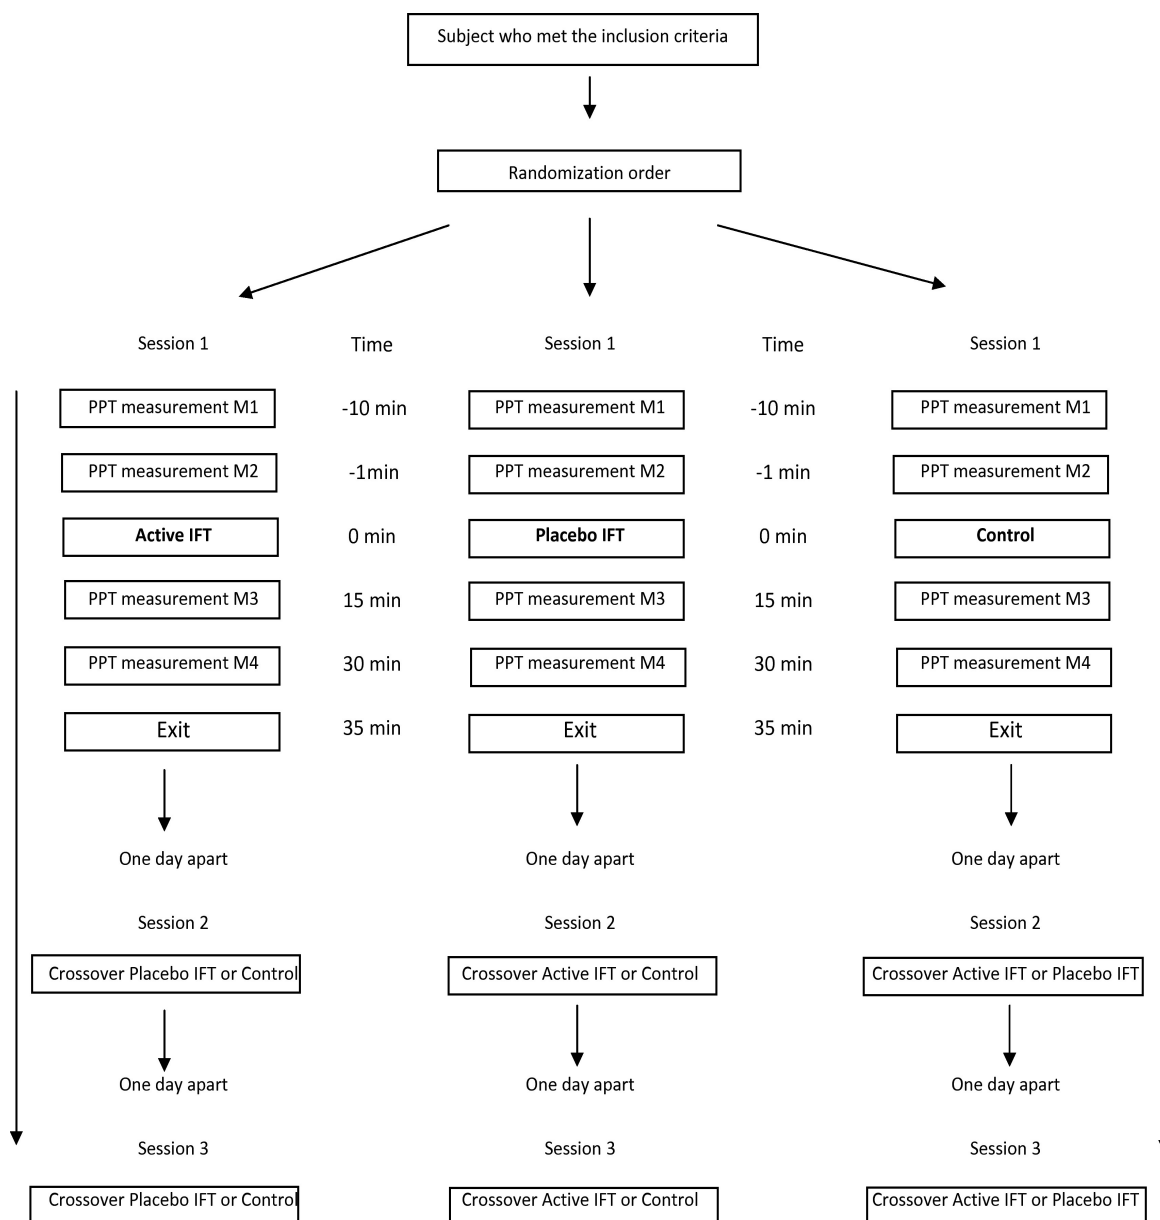 Subject who met the inclusion criteria
Randomization order
Session 1 Time Session 1 Time Session 1
PPT measurement M1 -10 min PPT measurement M1 -10 min PPT measurement M1
PPT measurement M2 -1min PPT measurement M2 -1 min PPT measurement M2
Active IFT 0 min Placebo IFT 0 min Control
PPT measurement M3 15 min PPT measurement M3 15 min PPT measurement M3
PPT measurement M4 30 min PPT measurement M4 30 min PPT measurement M4
Exit 35 min Exit 35 min Exit
One day apart One day apart One day apart
Session 2 Session 2 Session 2
Crossover Placebo IFT or Control Crossover Active IFT or Control Crossover Active IFT or Placebo IFT
One day apart One day apart One day apart
Session 3 Session 3 Session 3
Crossover Placebo IFT or Control Crossover Active IFT or Control Crossover Active IFT or Placebo IFT